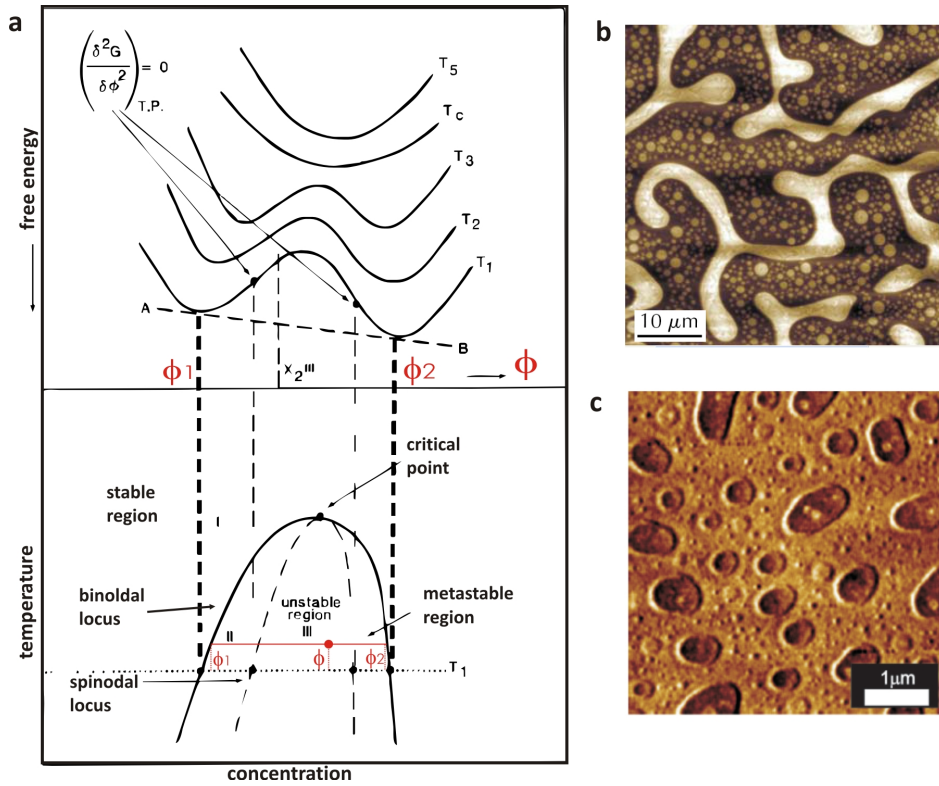 a
(δ²G / δϕ²) = 0
T.P.
T5
Tc
T3
T2
T1
free energy
A
B
ϕ1
x2III
ϕ2
ϕ
critical
point
stable
region
I
binoldal
locus
unstable
region
metastable
region
II
III
ϕ1
ϕ
ϕ2
T1
spinodal
locus
temperature
concentration
b
10 μm
c
1μm